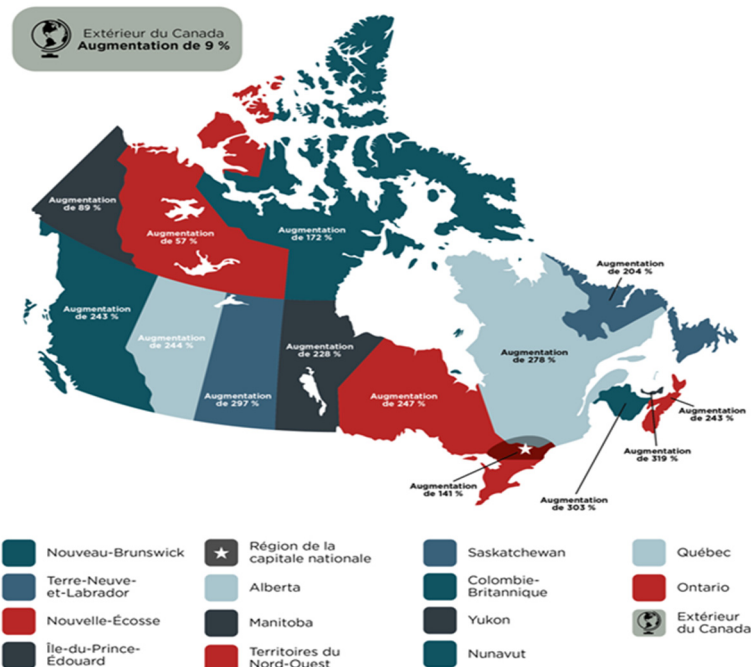 Extérieur du Canada
Augmentation de 9 %
Augmentation
de 89 %
Augmentation
de 57 %
Augmentation
de 172 %
Augmentation
de 204 %
Augmentation
de 243 %
Augmentation
de 244 %
Augmentation
de 297 %
Augmentation
de 228 %
Augmentation
de 247 %
Augmentation
de 278 %
Augmentation
de 243 %
Augmentation
de 319 %
Augmentation
de 141 %
Augmentation
de 303 %
Nouveau-Brunswick
Terre-Neuve-
et-Labrador
Nouvelle-Écosse
Île-du-Prince-
Édouard
Région de la
capitale nationale
Alberta
Manitoba
Territoires du
Nord-Ouest
Saskatchewan
Colombie-
Britannique
Yukon
Nunavut
Québec
Ontario
Extérieur
du Canada